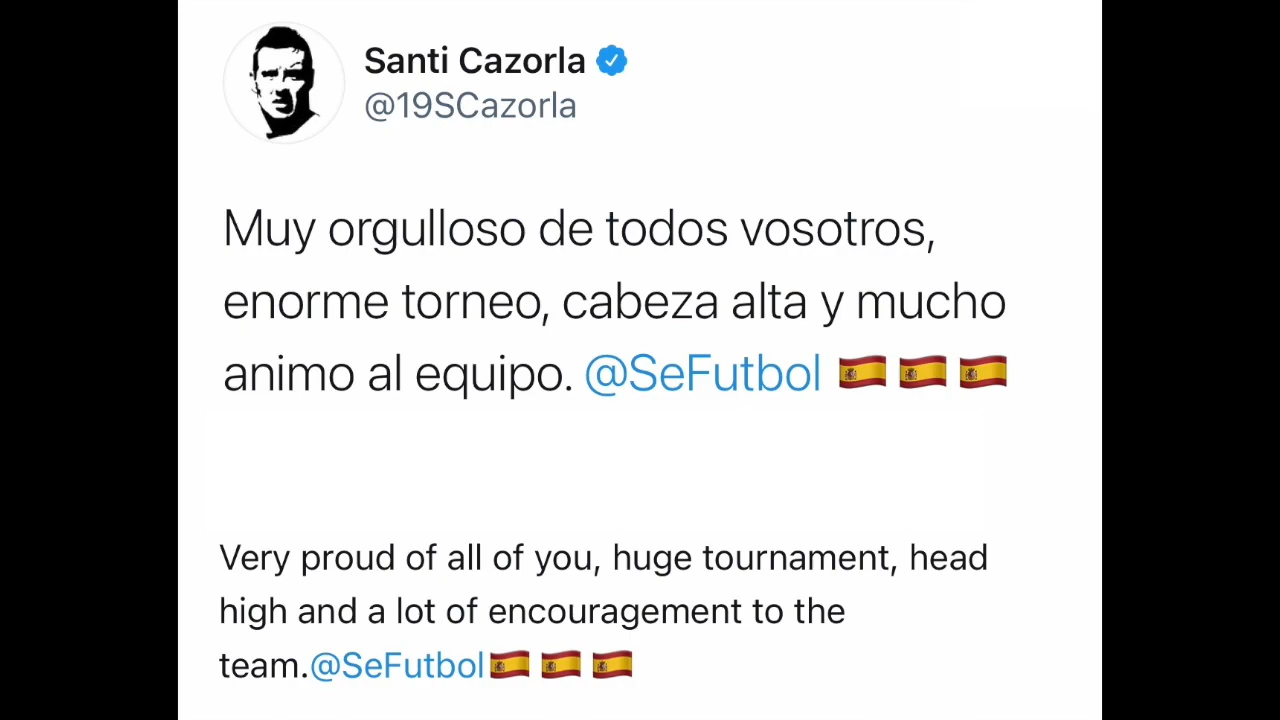 Santi Cazorla
@19SCazorla
Muy orgulloso de todos vosotros,
enorme torneo, cabeza alta y mucho
animo al equipo. @SeFutbol 🇪🇸 🇪🇸 🇪🇸
Very proud of all of you, huge tournament, head
high and a lot of encouragement to the
team.@SeFutbol🇪🇸 🇪🇸 🇪🇸